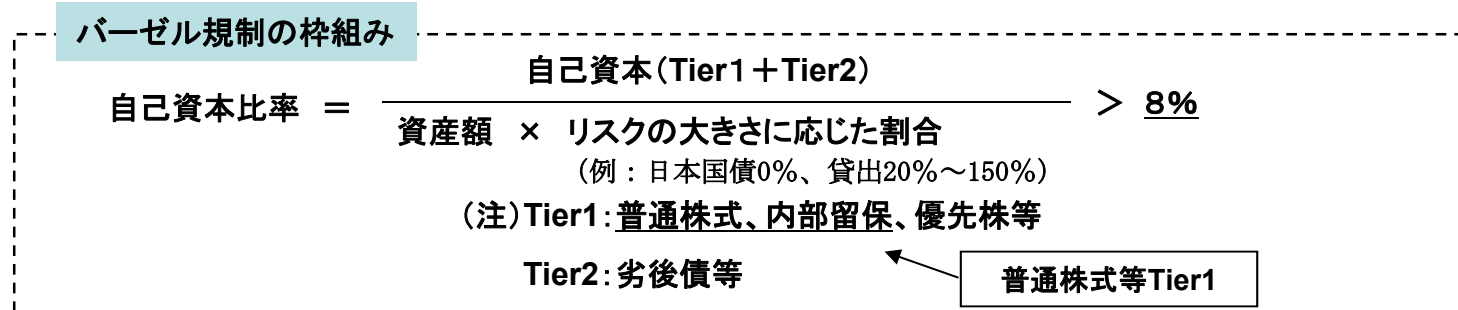 バーゼル規制の枠組み
自己資本(Tier1+Tier2)
自己資本比率 = > 8%
資産額 × リスクの大きさに応じた割合
(例:日本国債0%、貸出20%～150%)
(注)Tier1:普通株式、内部留保、優先株等
Tier2:劣後債等
普通株式等Tier1